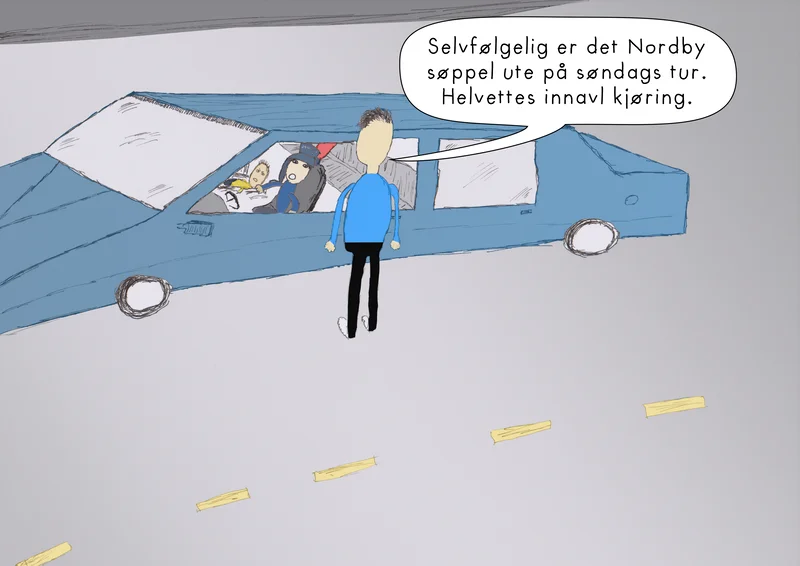 Selvfølgelig er det Nordby
søppel ute på søndags tur.
Helvettes innavl kjøring.